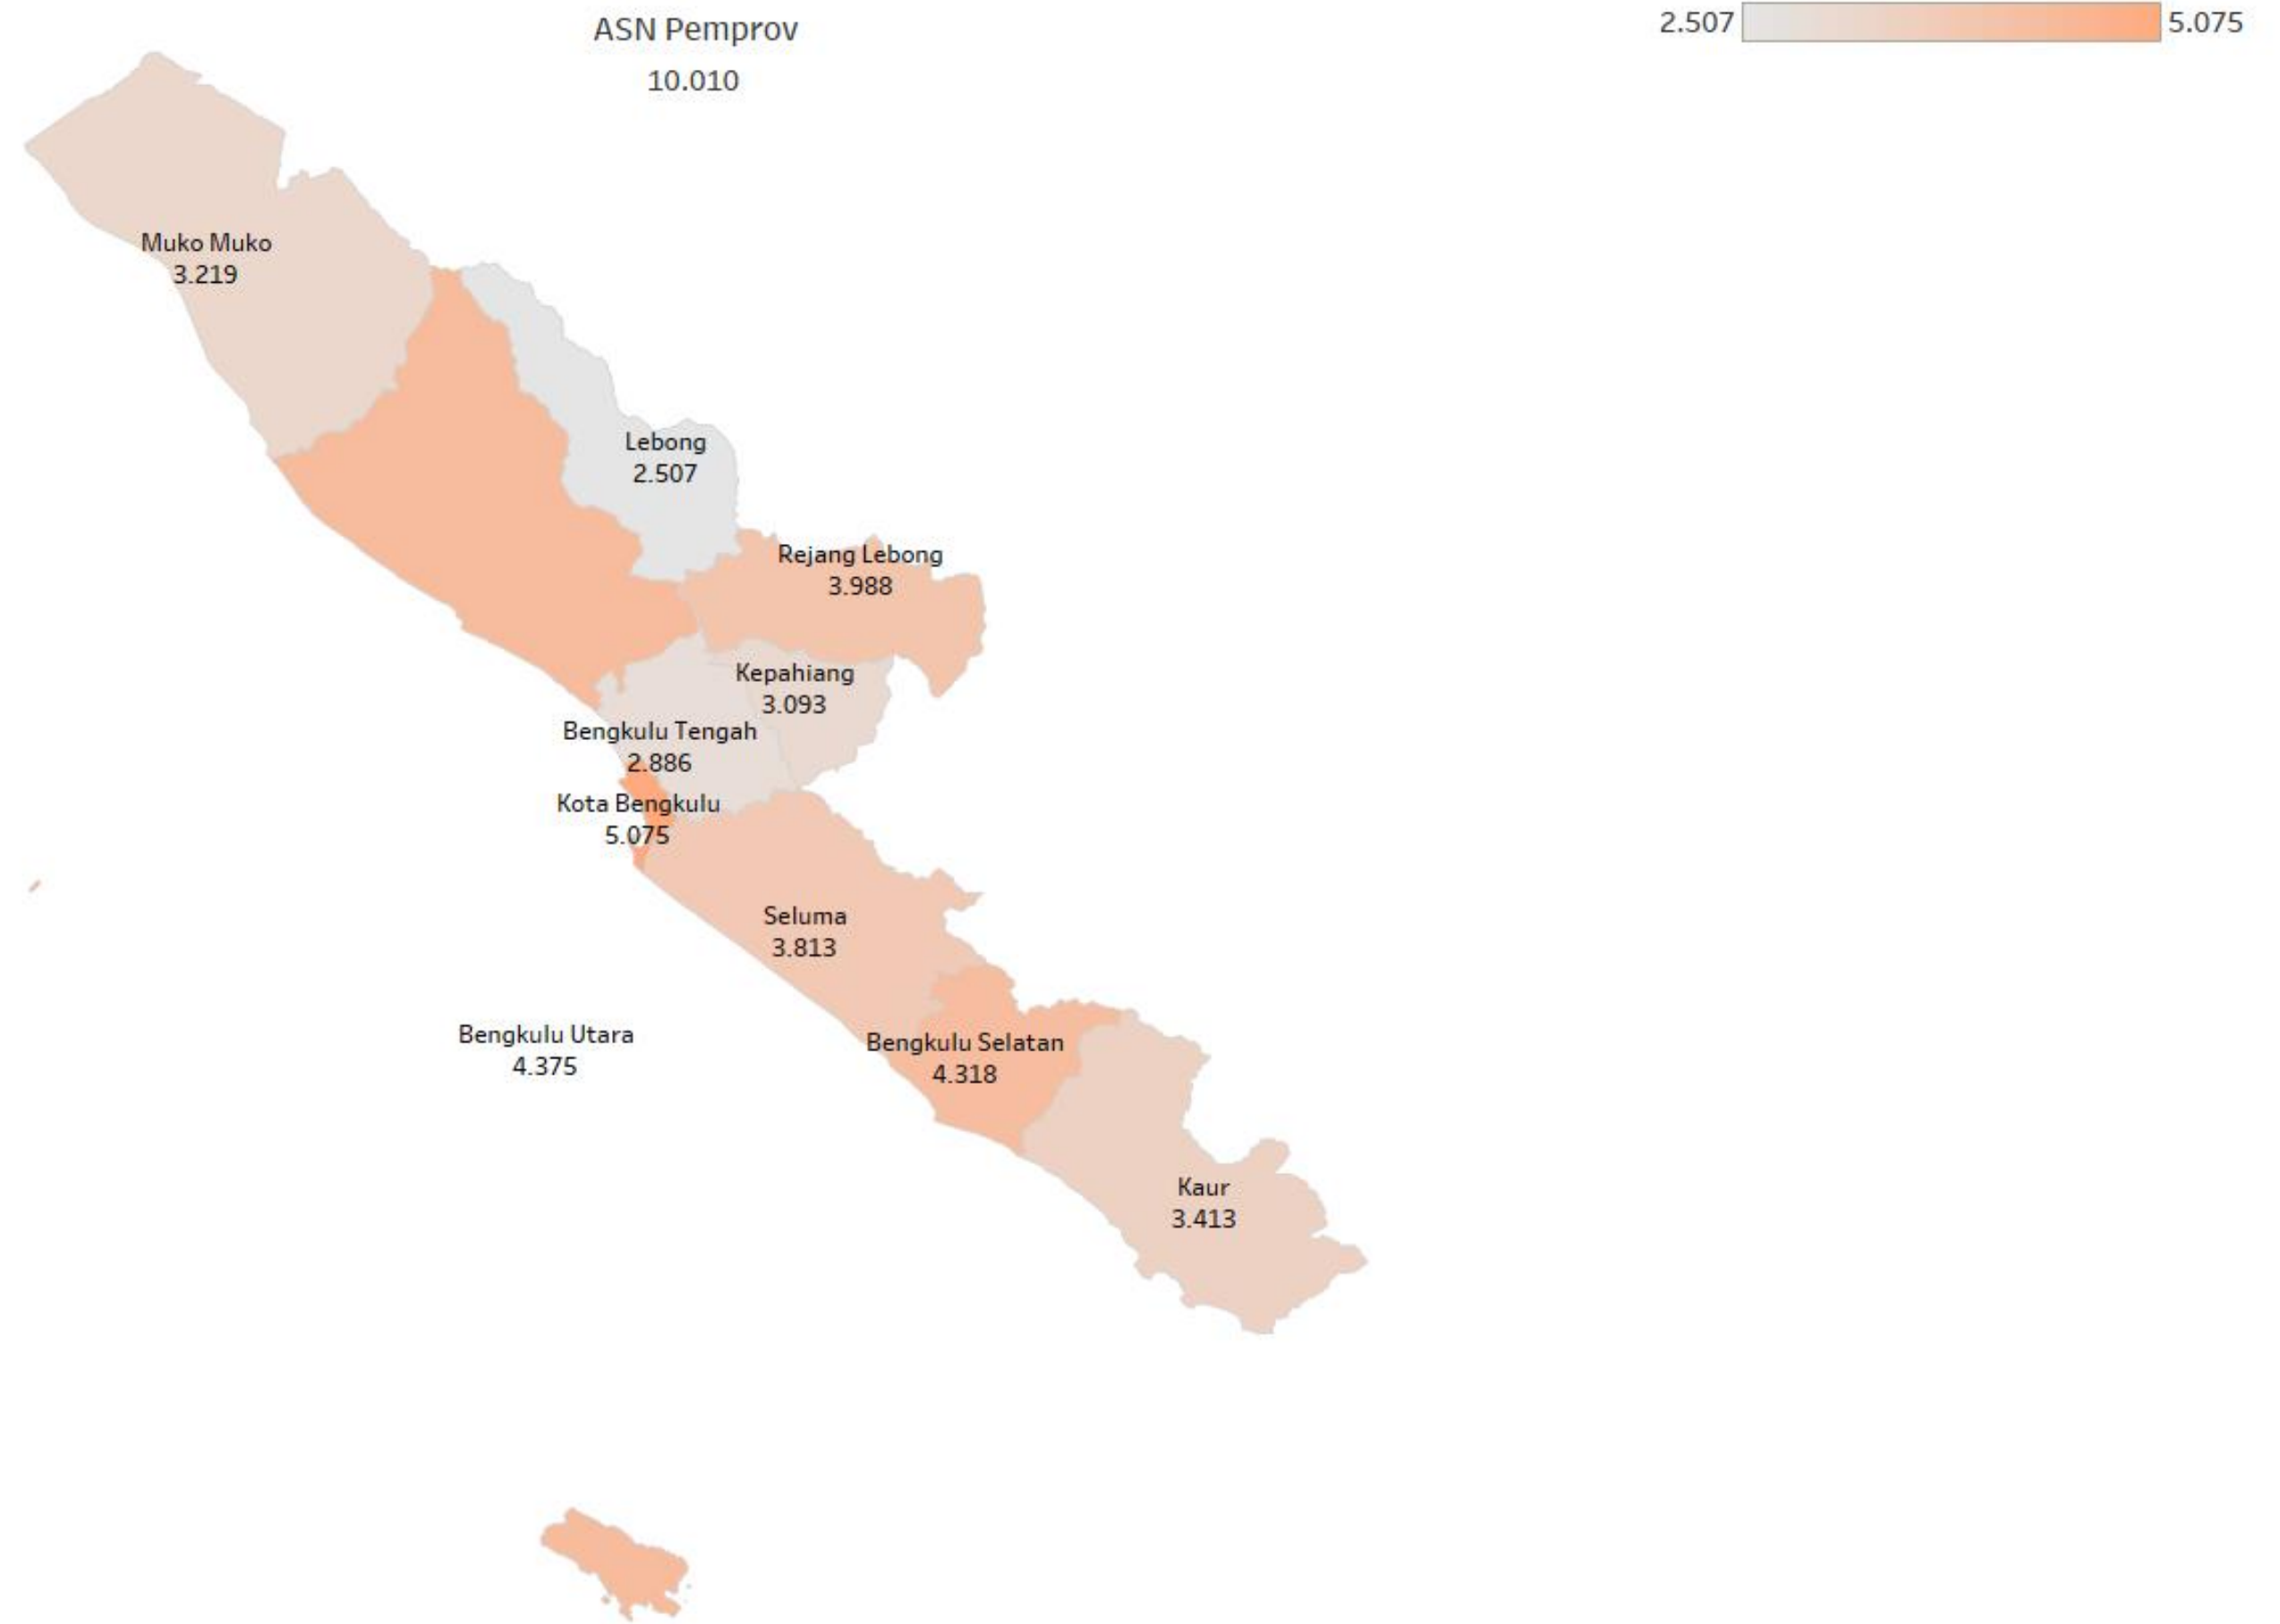 ASN Pemprov
10.010
2.507
5.075
Muko Muko
3.219
Lebong
2.507
Rejang Lebong
3.988
Kepahiang
3.093
Bengkulu Tengah
2.886
Kota Bengkulu
5.075
Seluma
3.813
Bengkulu Utara
4.375
Bengkulu Selatan
4.318
Kaur
3.413